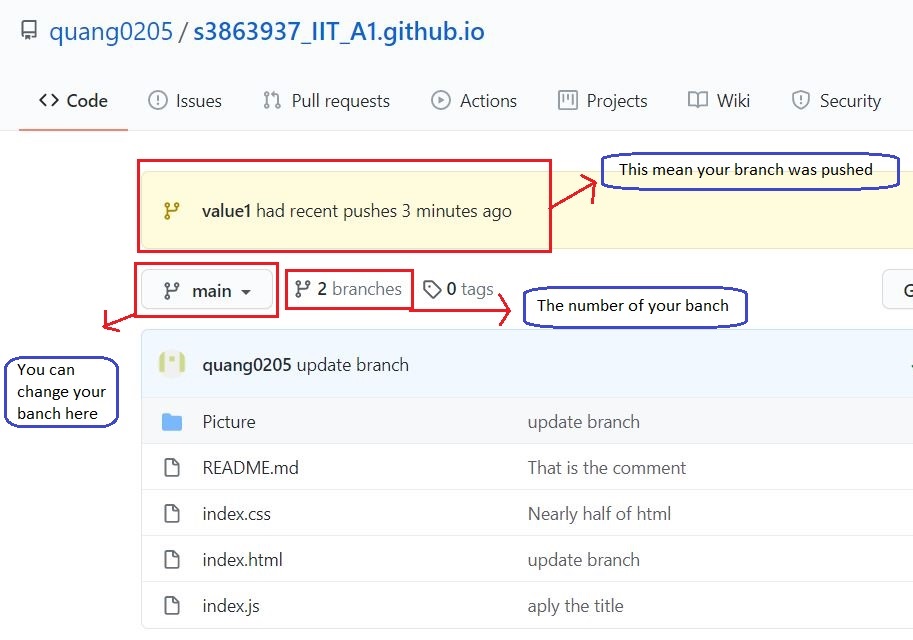 quang0205 / s3863937_IIT_A1.github.io
Code Issues Pull requests Actions Projects Wiki Security
This mean your branch was pushed
value1 had recent pushes 3 minutes ago
main 2 branches 0 tags G
The number of your banch
quang0205 update branch
You can
change your
banch here
Picture update branch
README.md That is the comment
index.css Nearly half of html
index.html update branch
index.js aply the title